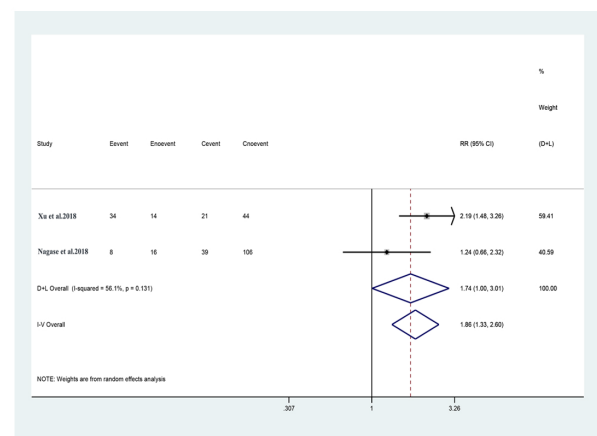 %
Weight
Study Eevent Enoevent Cevent Cnoevent RR (95% CI) (D+L)
Xu et al.2018 34 14 21 44 2.19 (1.48, 3.26) 59.41
Nagase et al.2018 8 16 39 106 1.24 (0.66, 2.32) 40.59
D+L Overall (I-squared = 56.1%, p = 0.131) 1.74 (1.00, 3.01) 100.00
I-V Overall 1.86 (1.33, 2.60)
NOTE: Weights are from random effects analysis
.307 1 3.26